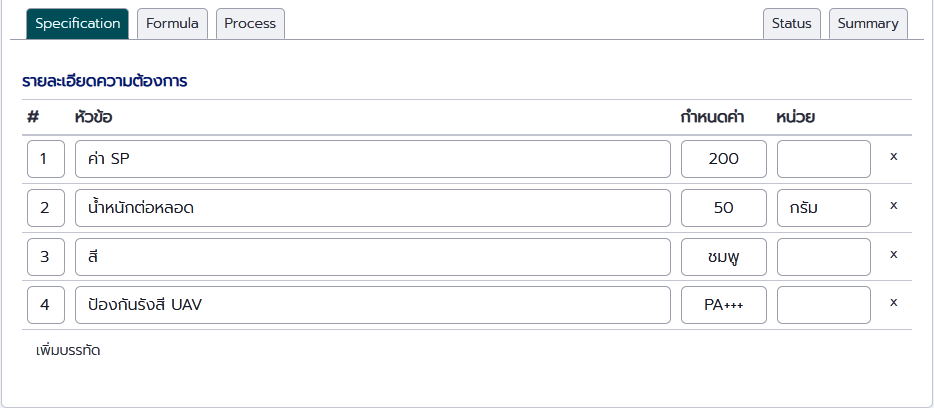 Specification Formula Process Status Summary
รายละเอียดความต้องการ
# หัวข้อ กำหนดค่า หน่วย
1 ค่า SP 200 x
2 น้ำหนักต่อหลอด 50 กรัม x
3 สี ชมพู x
4 ป้องกันรังสี UAV PA+++ x
เพิ่มบรรทัด